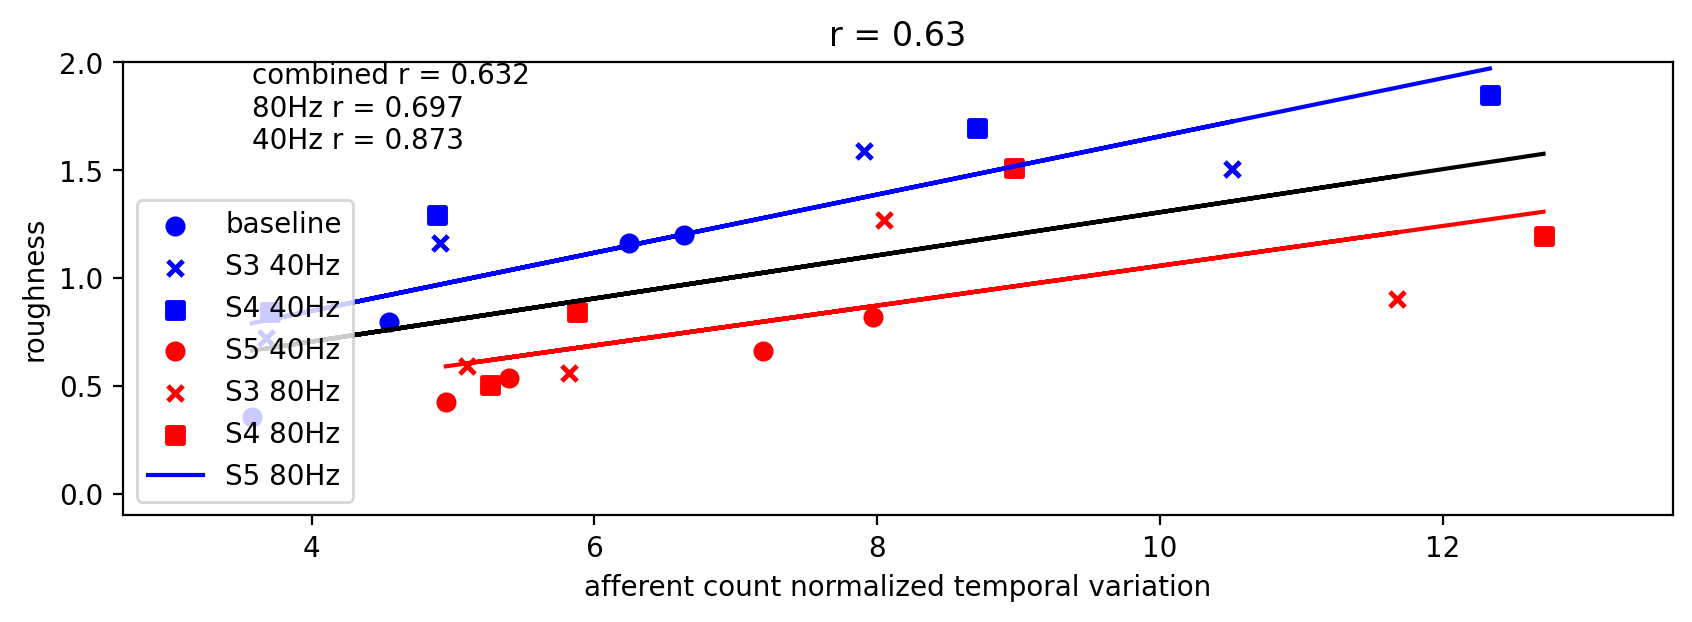 r = 0.63
combined r = 0.632
80Hz r = 0.697
40Hz r = 0.873
2.0
1.5
1.0
0.5
0.0
roughness
baseline
S3 40Hz
S4 40Hz
S5 40Hz
S3 80Hz
S4 80Hz
S5 80Hz
4 6 8 10 12
afferent count normalized temporal variation